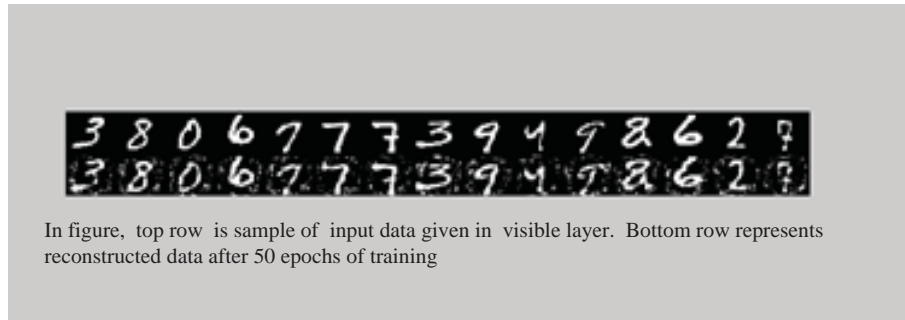 3 8 0 6 7 7 7 3 9 4 9 8 6 2 7
3 8 0 6 7 7 7 3 9 4 9 8 6 2 7
In figure, top row is sample of input data given in visible layer. Bottom row represents
reconstructed data after 50 epochs of training